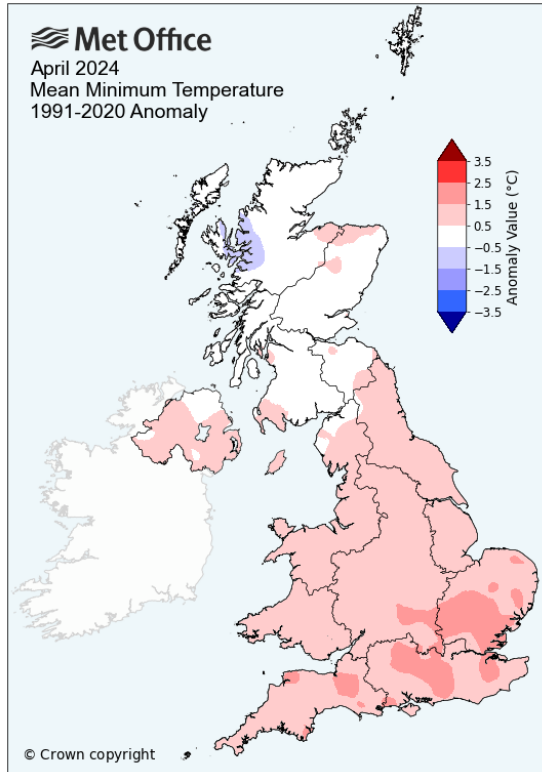 Met Office
April 2024
Mean Minimum Temperature
1991-2020 Anomaly
3.5
2.5
1.5
0.5
−0.5
−1.5
−2.5
−3.5
Anomaly Value (°C)
© Crown copyright